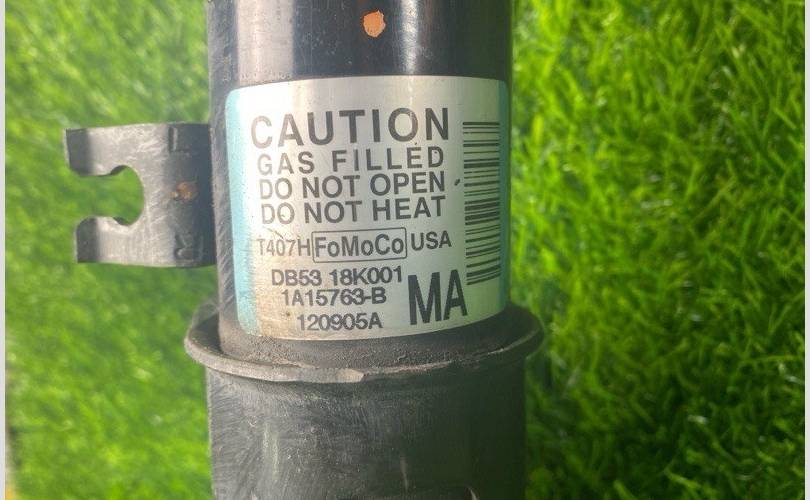 CAUTION
GAS FILLED
DO NOT OPEN
DO NOT HEAT
T407H FoMoCo USA
DB53 18K001
1A15763-B
120905A
MA
L
R